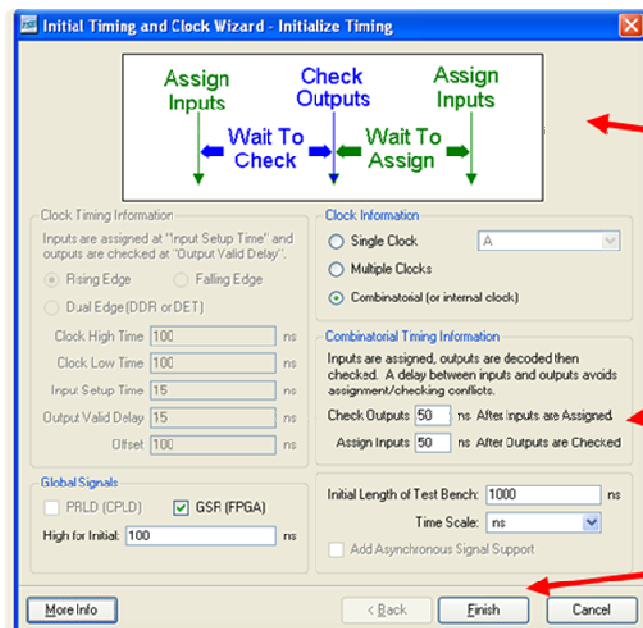 Initial Timing and Clock Wizard - Initialize Timing
Assign Inputs
Check Outputs
Assign Inputs
Wait To Check
Wait To Assign
Clock Timing Information
Inputs are assigned at "Input Setup Time" and
outputs are checked at "Output Valid Delay".
Rising Edge
Falling Edge
Dual Edge (DDR or DET)
Clock High Time 100 ns
Clock Low Time 100 ns
Input Setup Time 15 ns
Output Valid Delay 15 ns
Offset 100 ns
Global Signals
PRLD (CPLD)
GSR (FPGA)
High for Initial: 100 ns
Clock Information
Single Clock
A
Multiple Clocks
Combinatorial (or internal clock)
Combinatorial Timing Information
Inputs are assigned, outputs are decoded then
checked. A delay between inputs and outputs avoids
assignment/checking conflicts.
Check Outputs 50 ns After Inputs are Assigned
Assign Inputs 50 ns After Outputs are Checked
Initial Length of Test Bench: 1000 ns
Time Scale: ns
Add Asynchronous Signal Support
More Info
< Back
Finish
Cancel